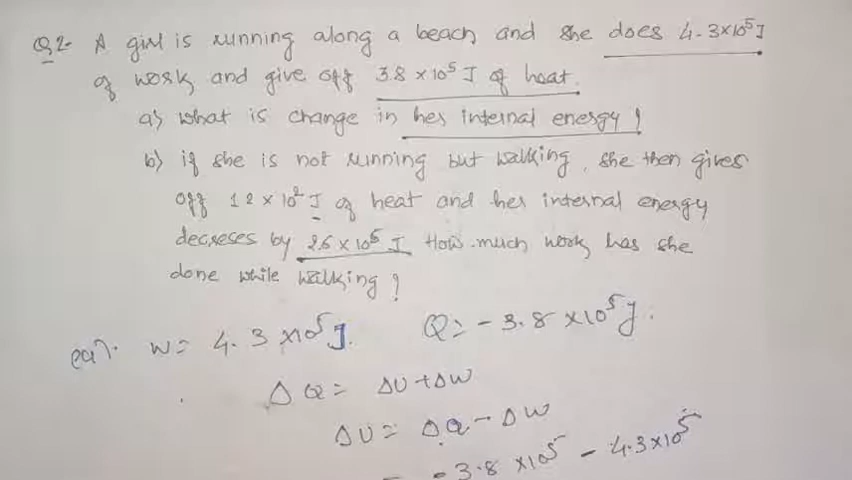 Q2- A girl is running along a beach and she does 4.3×10⁵ J
of work and give off 3.8 × 10⁵ J of heat.
a) what is change in her internal energy ?
b) if she is not running but walking, she then gives
off 1.2 × 10² J of heat and her internal energy
decreses by 2.6 × 10⁵ J How much work has she
done while walking ?
(a). W = 4.3 ×10⁵ J. Q = - 3.8 ×10⁵ J.
Δ Q = ΔU + ΔW
ΔU = ΔQ - ΔW
= - 3.8 ×10⁵ - 4.3×10⁵